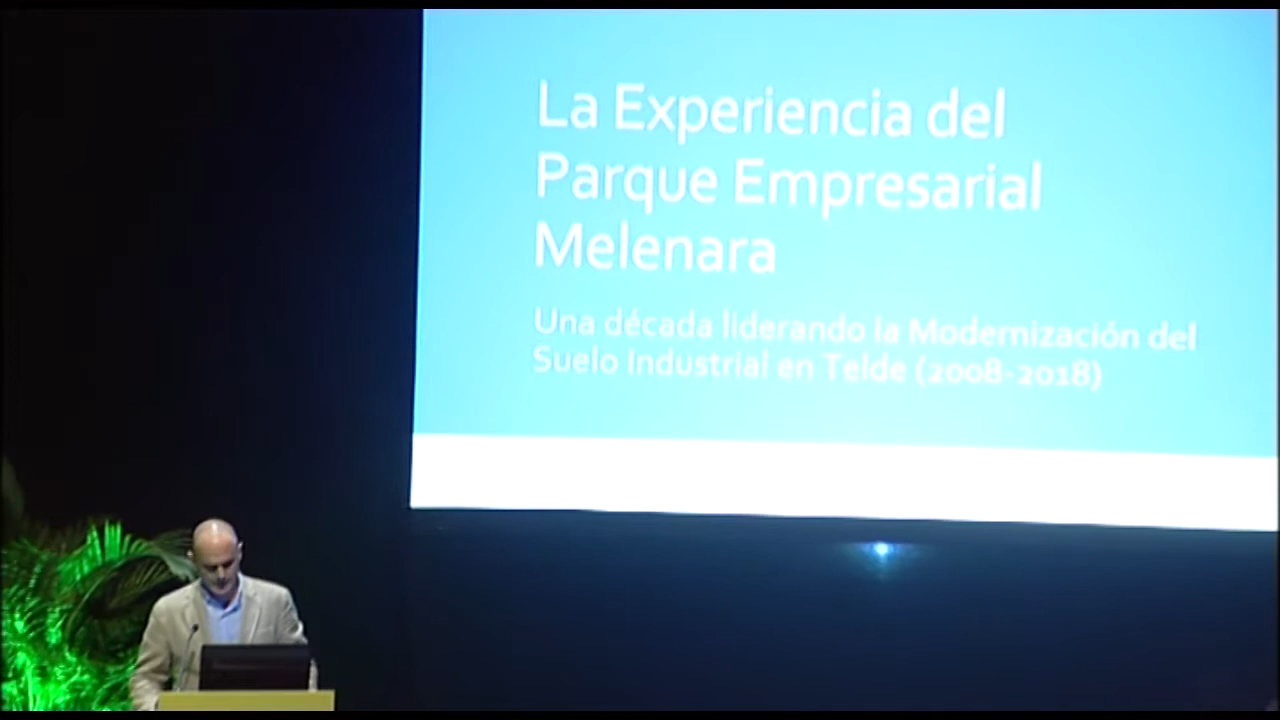 La Experiencia del
Parque Empresarial
Melenara
Una década liderando la Modernización del
Suelo Industrial en Telde (2008-2018)